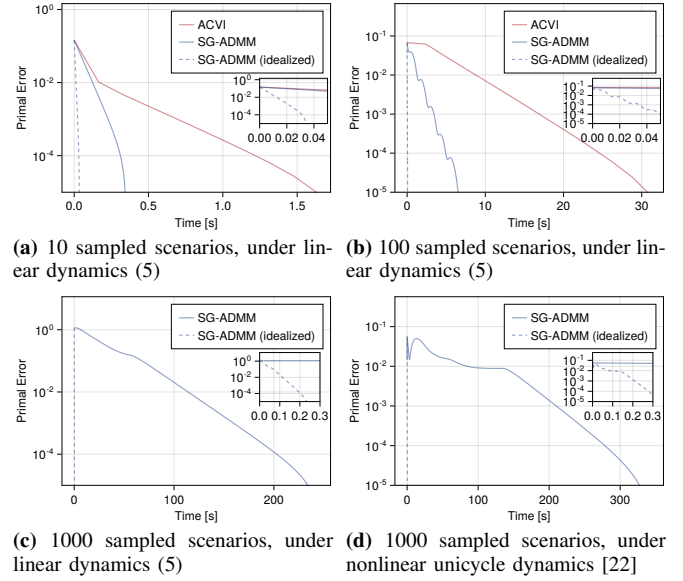 10⁰
10⁻²
10⁻⁴
Primal Error
ACVI
SG-ADMM
SG-ADMM (idealized)
10⁻²
10⁻⁴
0.00 0.02 0.04
0.0 0.5 1.0 1.5
Time [s]
(a) 10 sampled scenarios, under lin-
ear dynamics (5)
10⁻¹
10⁻²
10⁻³
10⁻⁴
10⁻⁵
Primal Error
ACVI
SG-ADMM
SG-ADMM (idealized)
10⁻¹
10⁻²
10⁻³
10⁻⁴
10⁻⁵
0.00 0.02 0.04
0 10 20 30
Time [s]
(b) 100 sampled scenarios, under lin-
ear dynamics (5)
10⁰
10⁻²
10⁻⁴
Primal Error
SG-ADMM
SG-ADMM (idealized)
10⁰
10⁻²
10⁻⁴
0.0 0.1 0.2 0.3
0 100 200
Time [s]
(c) 1000 sampled scenarios, under
linear dynamics (5)
10⁻¹
10⁻²
10⁻³
10⁻⁴
10⁻⁵
Primal Error
SG-ADMM
SG-ADMM (idealized)
10⁻¹
10⁻²
10⁻³
10⁻⁴
10⁻⁵
0.0 0.1 0.2 0.3
0 100 200 300
Time [s]
(d) 1000 sampled scenarios, under
nonlinear unicycle dynamics [22]